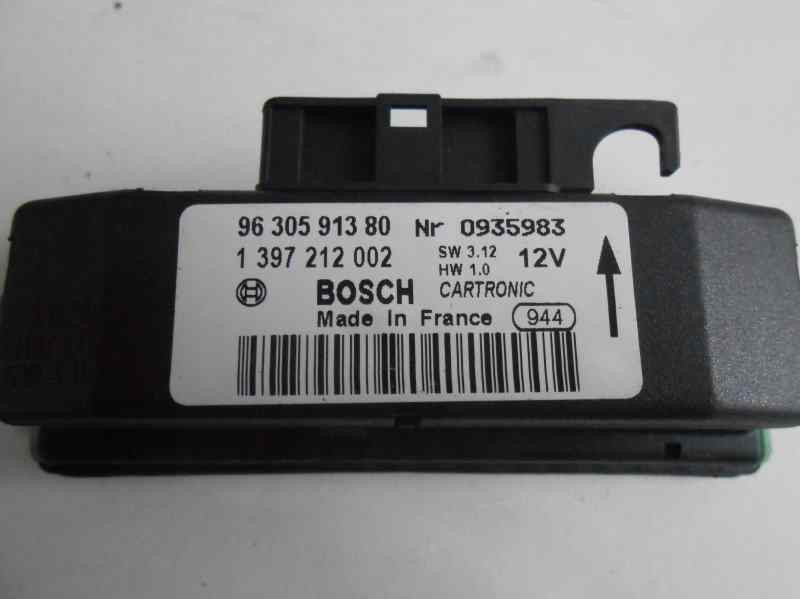 96 305 913 80 Nr 0935983
1 397 212 002 SW 3.12 12V
HW 1.0
BOSCH CARTRONIC
Made in France 944